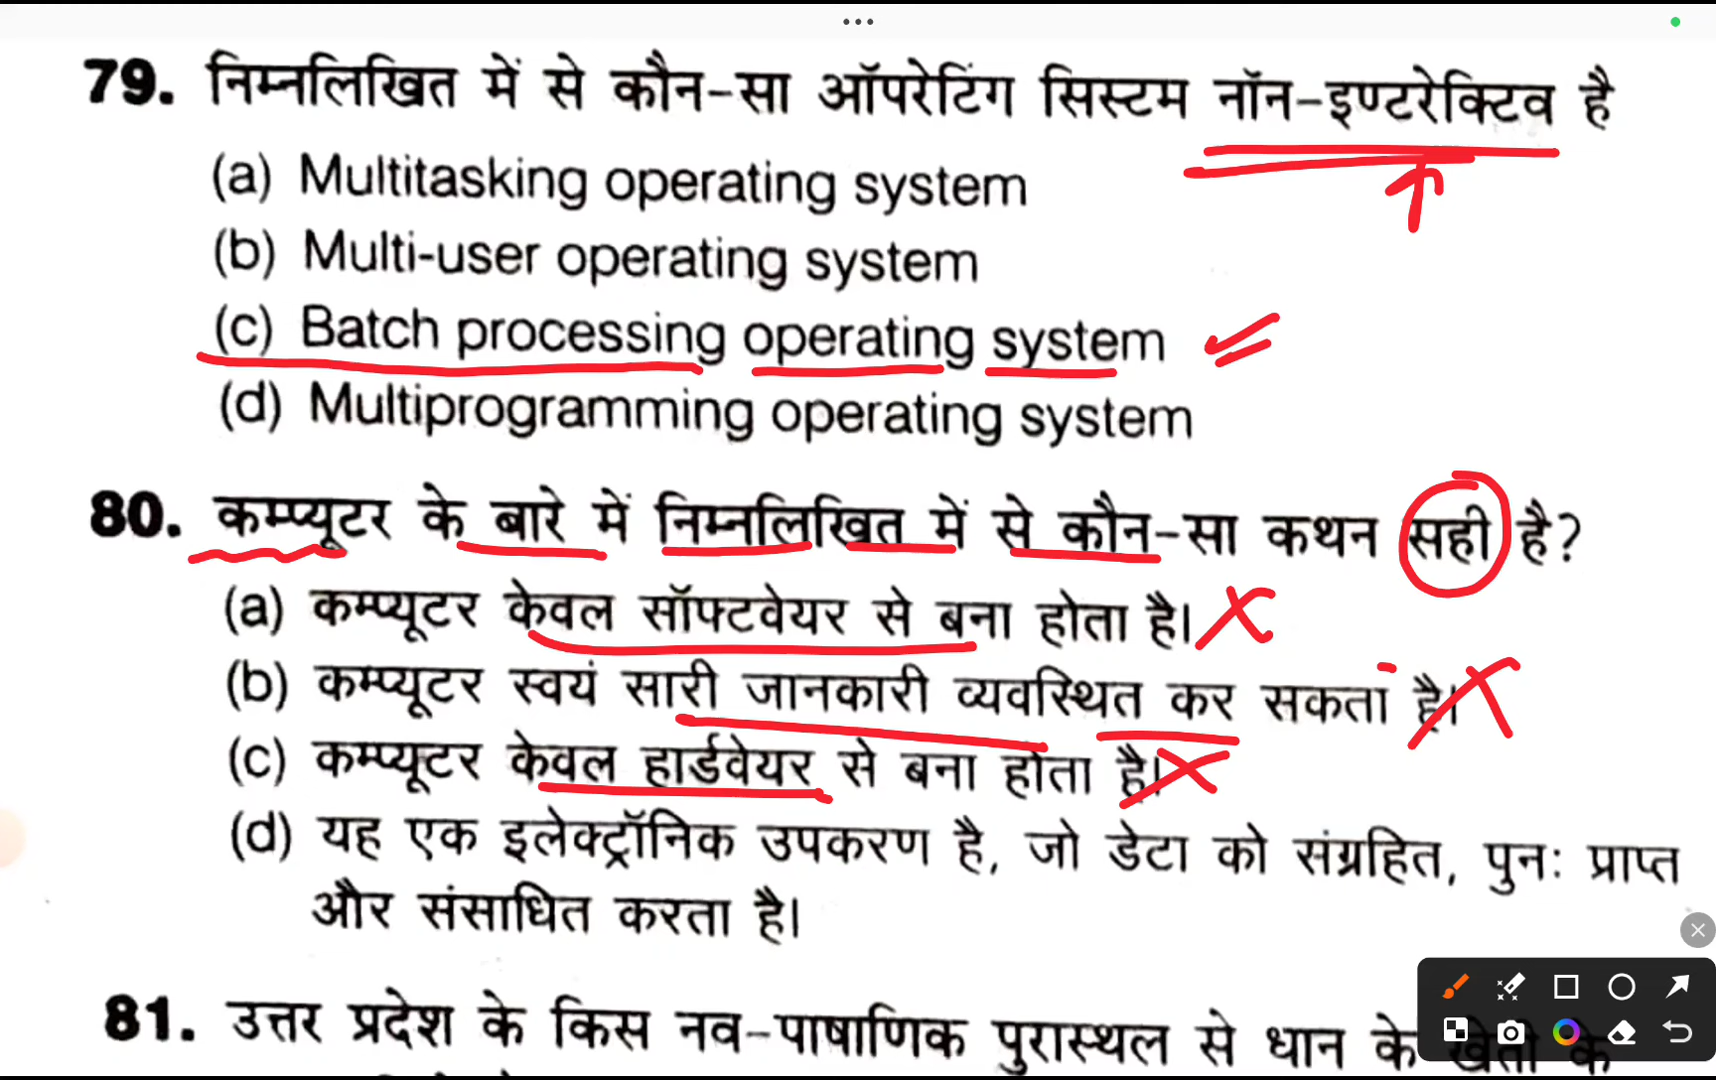 79. निम्नलिखित में से कौन-सा ऑपरेटिंग सिस्टम नॉन-इण्टरेक्टिव है
(a) Multitasking operating system
(b) Multi-user operating system
(c) Batch processing operating system
(d) Multiprogramming operating system
80. कम्प्यूटर के बारे में निम्नलिखित में से कौन-सा कथन सही है?
(a) कम्प्यूटर केवल सॉफ्टवेयर से बना होता है।
(b) कम्प्यूटर स्वयं सारी जानकारी व्यवस्थित कर सकता है।
(c) कम्प्यूटर केवल हार्डवेयर से बना होता है।
(d) यह एक इलेक्ट्रॉनिक उपकरण है, जो डेटा को संग्रहित, पुनः प्राप्त
और संसाधित करता है।
81. उत्तर प्रदेश के किस नव-पाषाणिक पुरास्थल से धान के